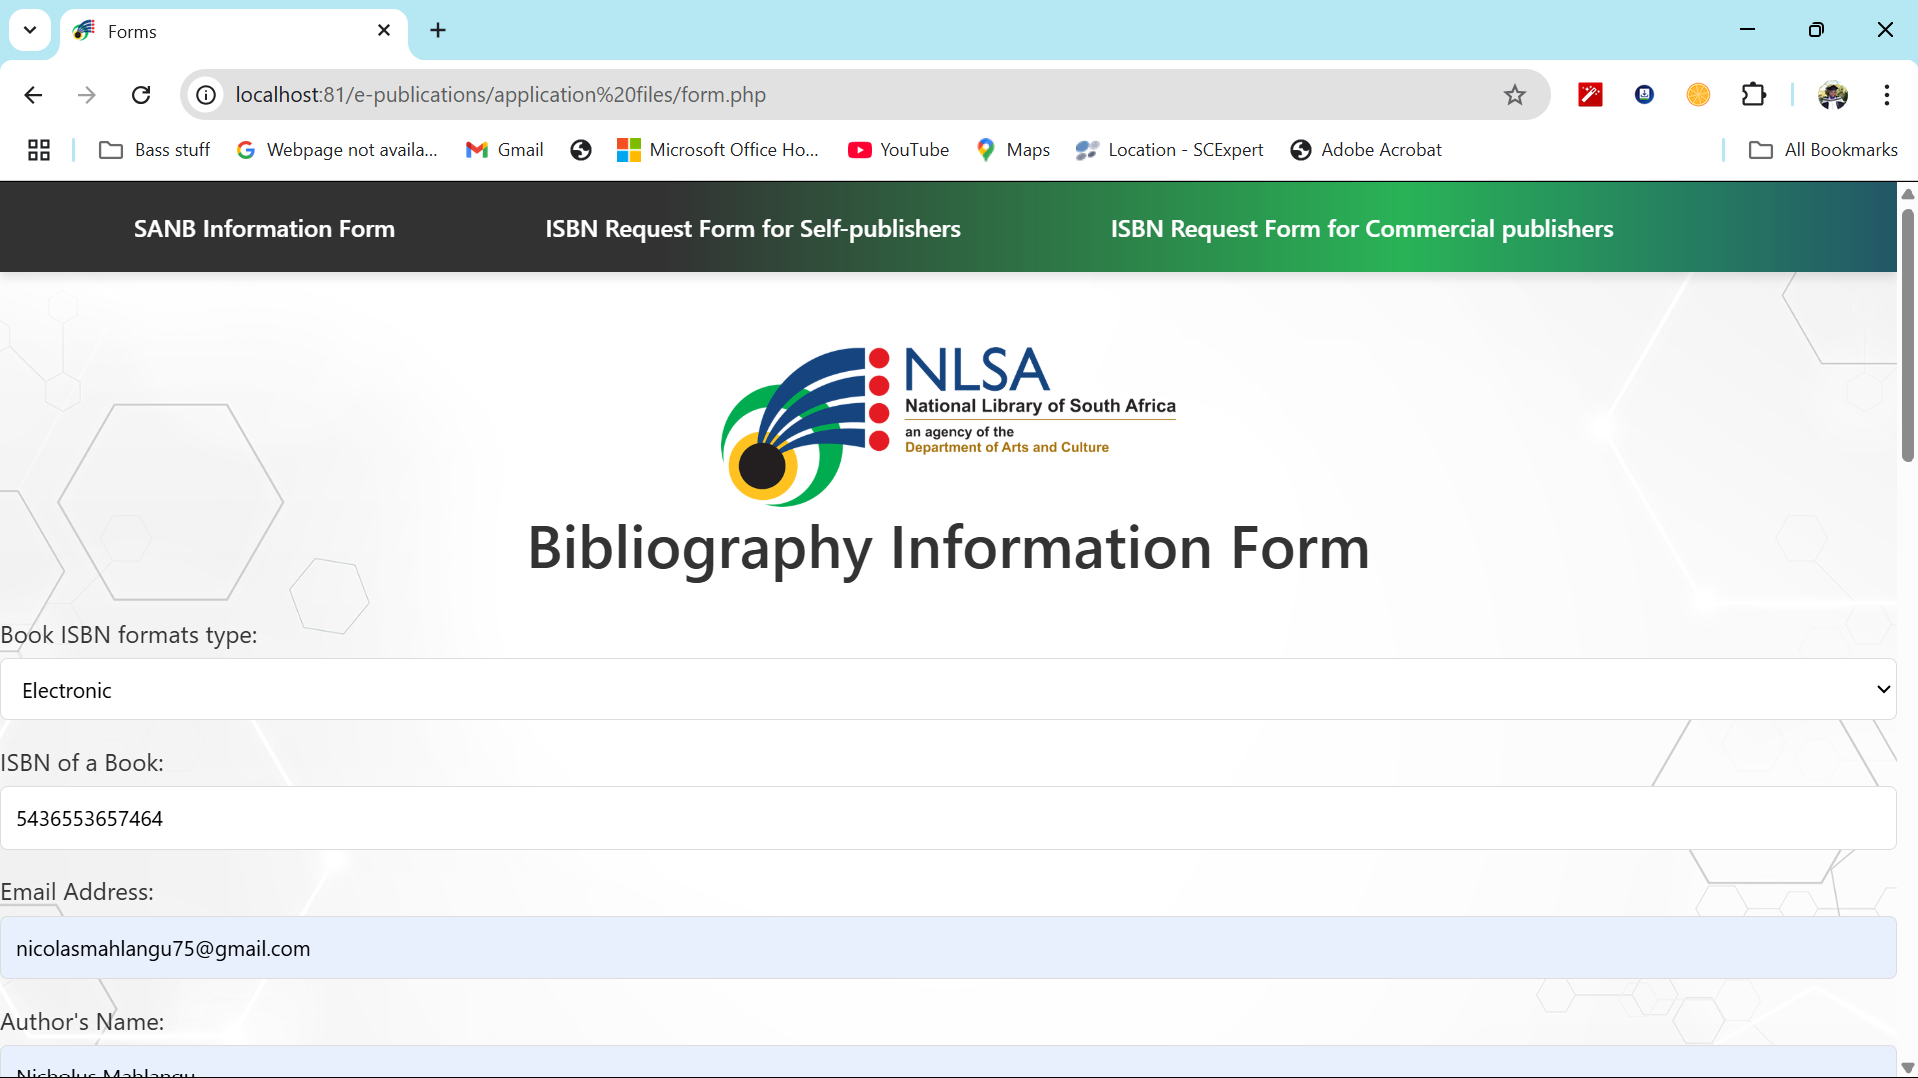 Forms
localhost:81/e-publications/application%20files/form.php
Bass stuff
Webpage not availa...
Gmail
Microsoft Office Ho...
YouTube
Maps
Location - SCExpert
Adobe Acrobat
All Bookmarks
SANB Information Form
ISBN Request Form for Self-publishers
ISBN Request Form for Commercial publishers
NLSA
National Library of South Africa
an agency of the
Department of Arts and Culture
Bibliography Information Form
Book ISBN formats type:
Electronic
ISBN of a Book:
5436553657464
Email Address:
nicolasmahlangu75@gmail.com
Author's Name:
Nicholus Mahlangu